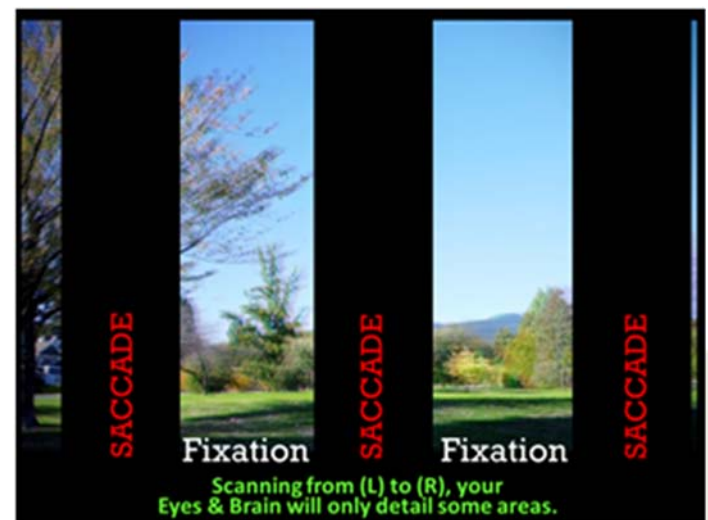 SACCADE
Fixation
SACCADE
Fixation
SACCADE
Scanning from (L) to (R), your
Eyes & Brain will only detail some areas.